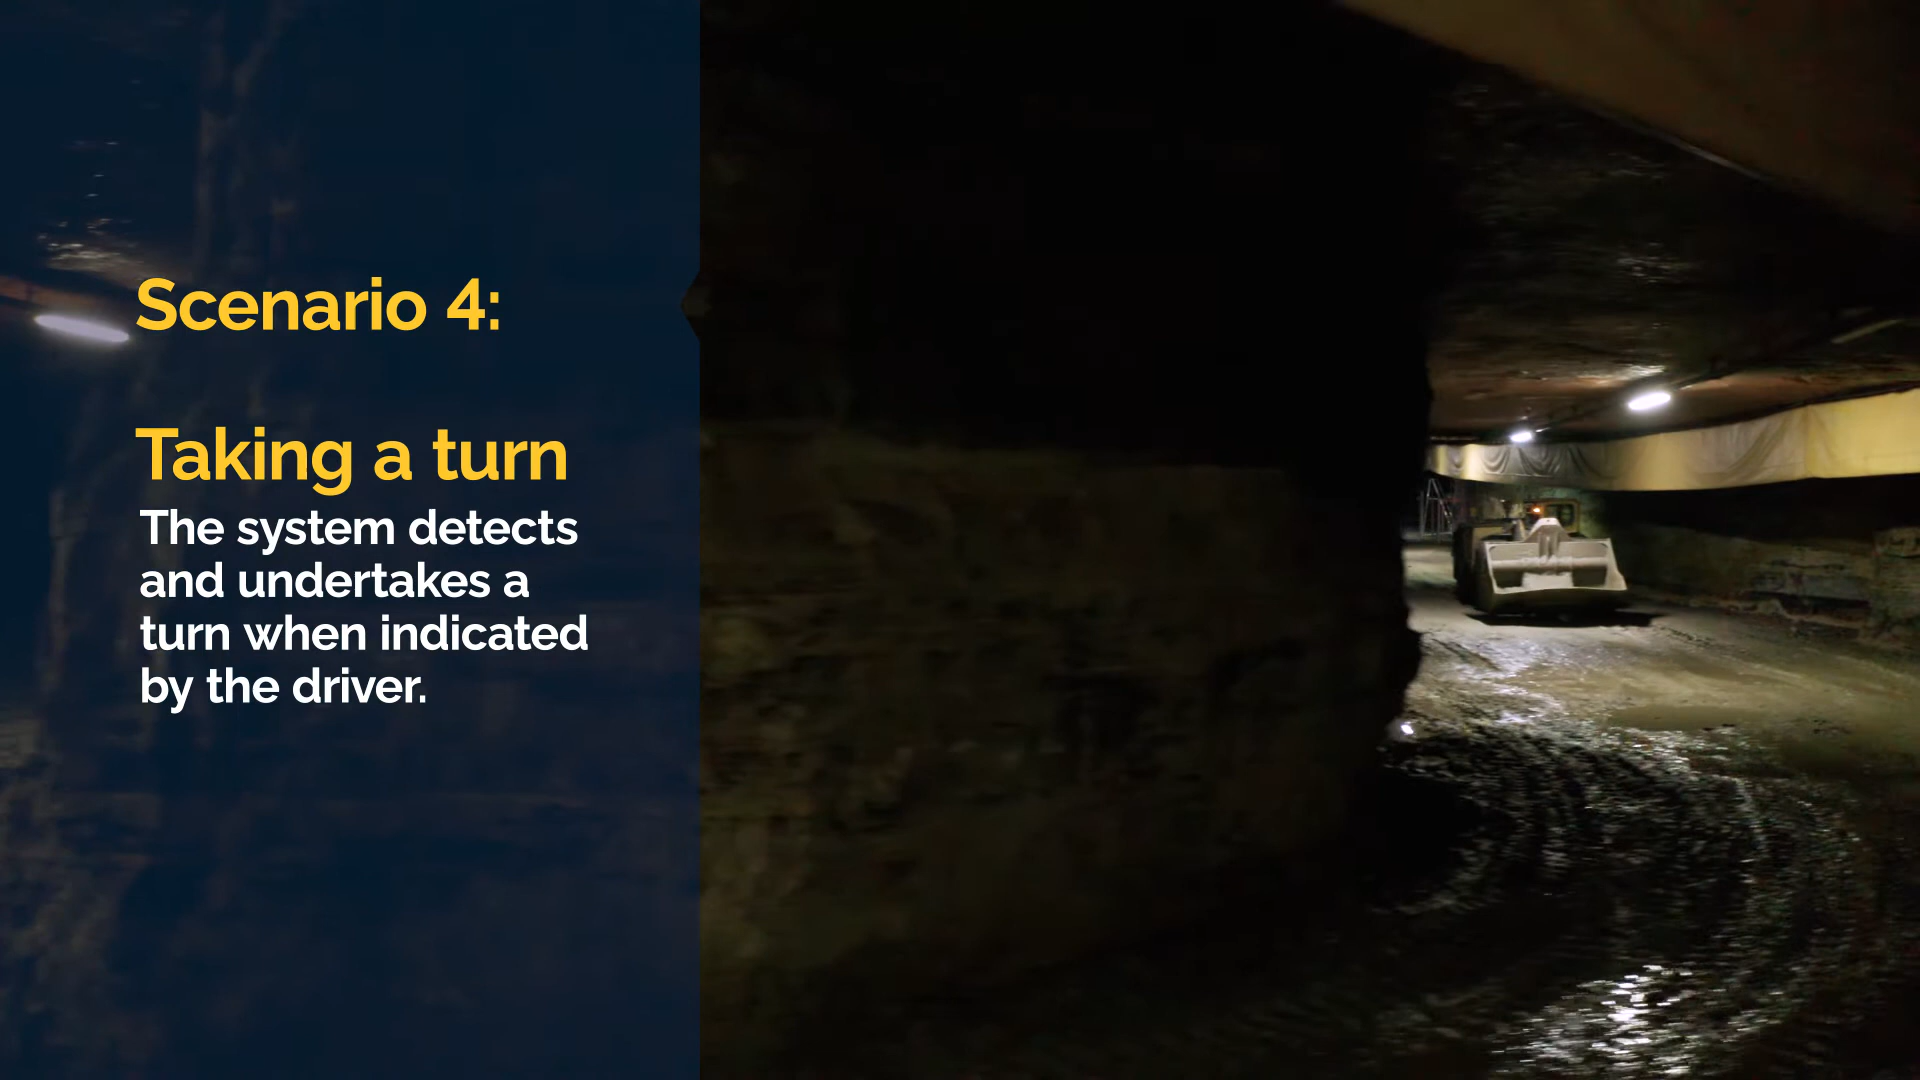 Scenario 4:
Taking a turn
The system detects
and undertakes a
turn when indicated
by the driver.